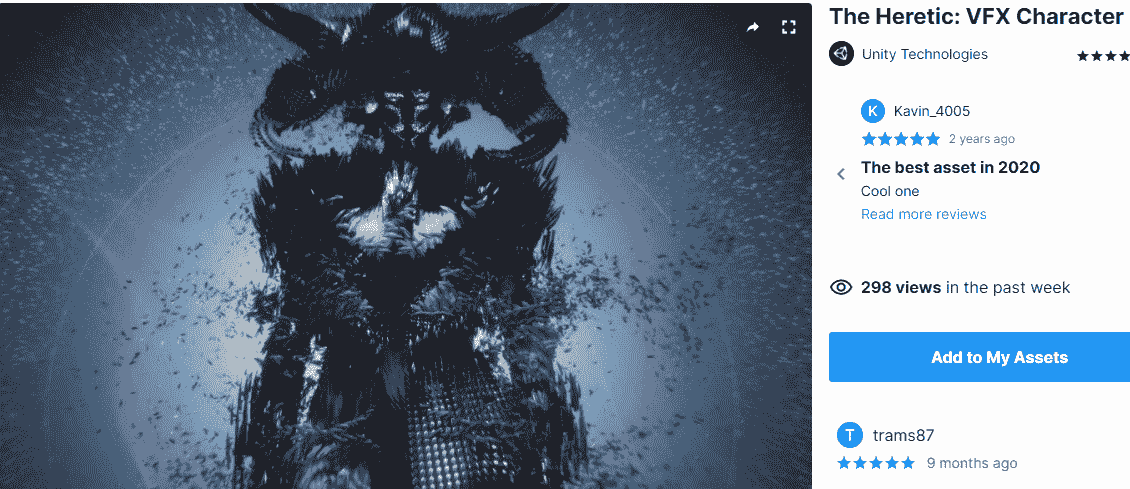 The Heretic: VFX Character
Unity Technologies
K Kavin_4005
2 years ago
The best asset in 2020
Cool one
Read more reviews
298 views in the past week
Add to My Assets
T trams87
9 months ago